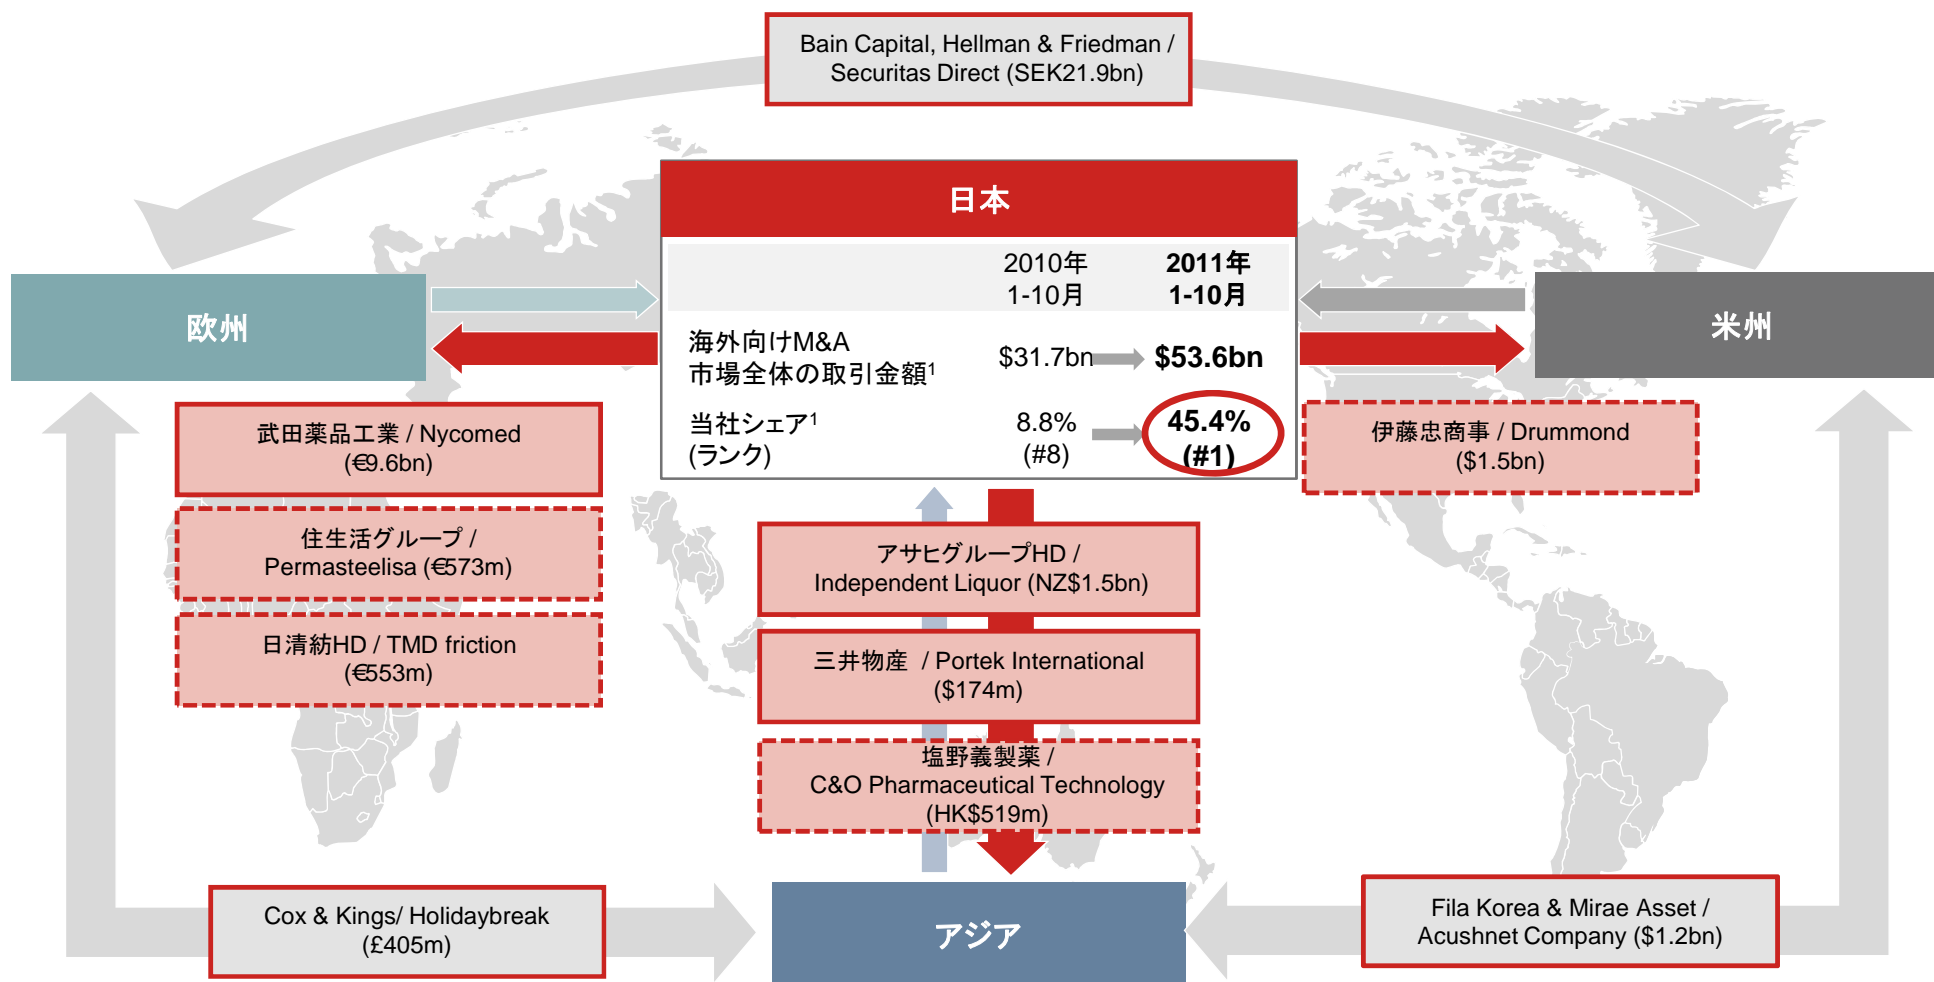 Bain Capital, Hellman & Friedman /
Securitas Direct (SEK21.9bn)
日本
2010年
1-10月
2011年
1-10月
海外向けM&A
市場全体の取引金額1
$31.7bn
$53.6bn
当社シェア1
(ランク)
8.8%
(#8)
45.4%
(#1)
欧州
米州
武田薬品工業 / Nycomed
(€9.6bn)
住生活グループ /
Permasteelisa (€573m)
日清紡HD / TMD friction
(€553m)
伊藤忠商事 / Drummond
($1.5bn)
アサヒグループHD /
Independent Liquor (NZ$1.5bn)
三井物産 / Portek International
($174m)
塩野義製薬 /
C&O Pharmaceutical Technology
(HK$519m)
Cox & Kings/ Holidaybreak
(£405m)
アジア
Fila Korea & Mirae Asset /
Acushnet Company ($1.2bn)